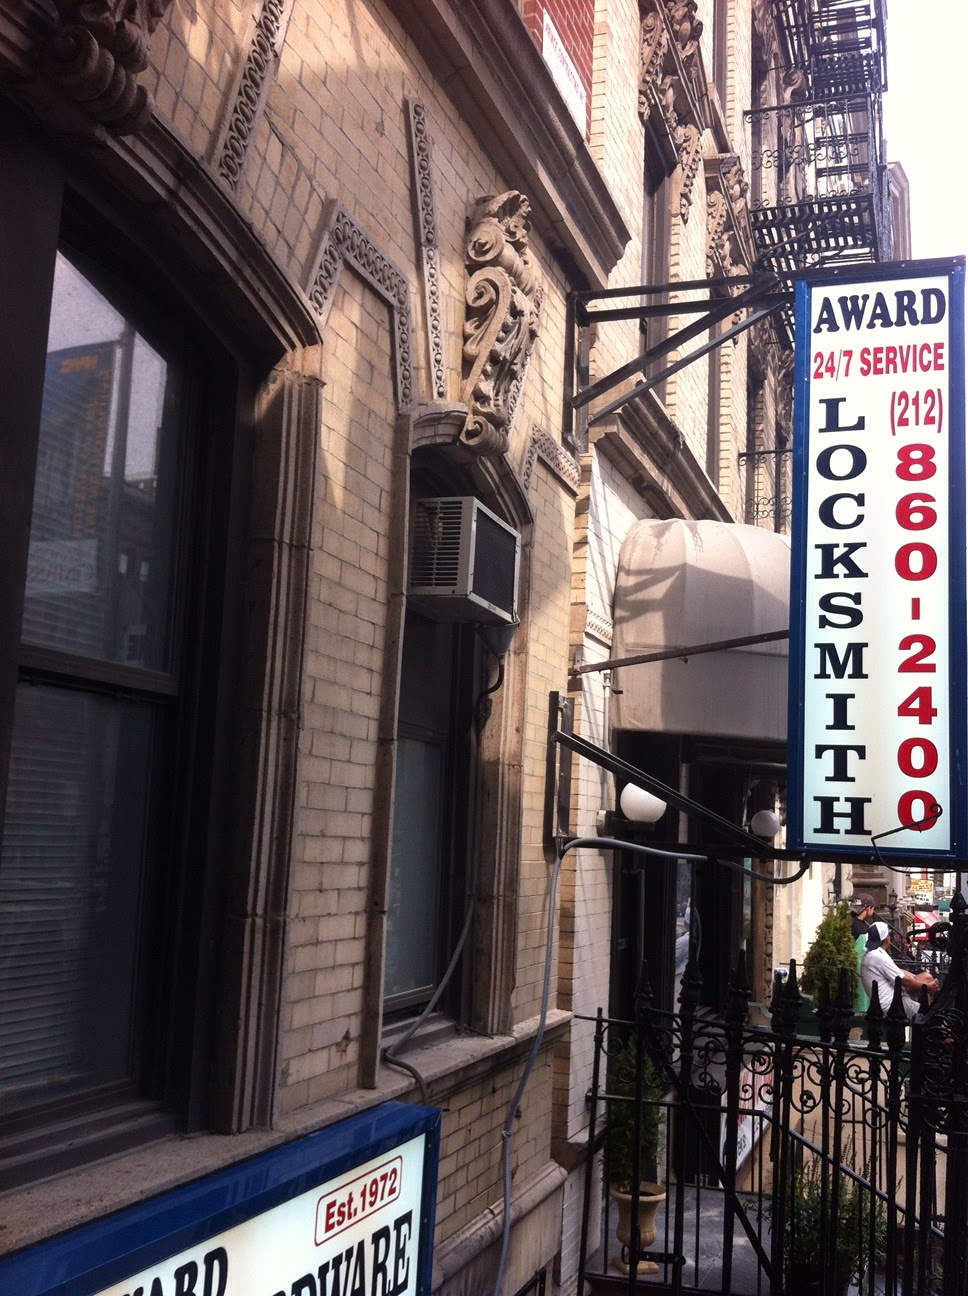 AWARD
24/7 SERVICE
LOCKSMITH
(212)
860-2400
Est. 1972